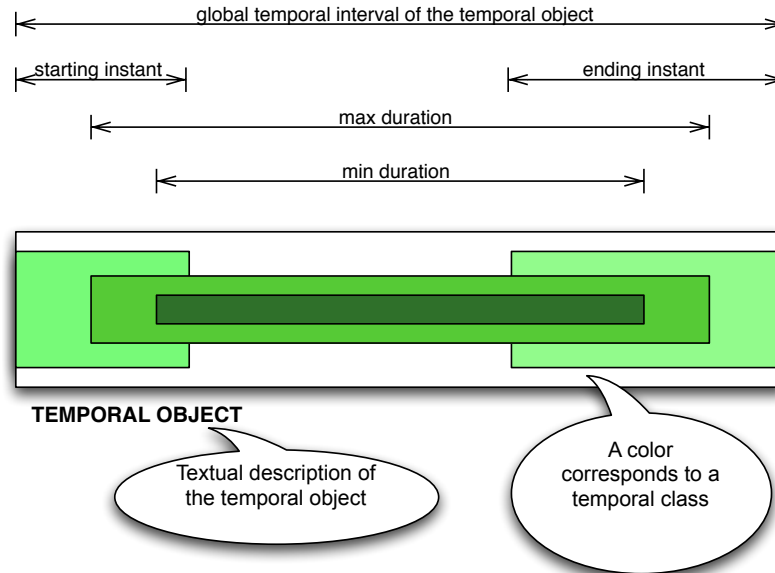 global temporal interval of the temporal object
starting instant
ending instant
max duration
min duration
TEMPORAL OBJECT
Textual description of
the temporal object
A color
corresponds to a
temporal class